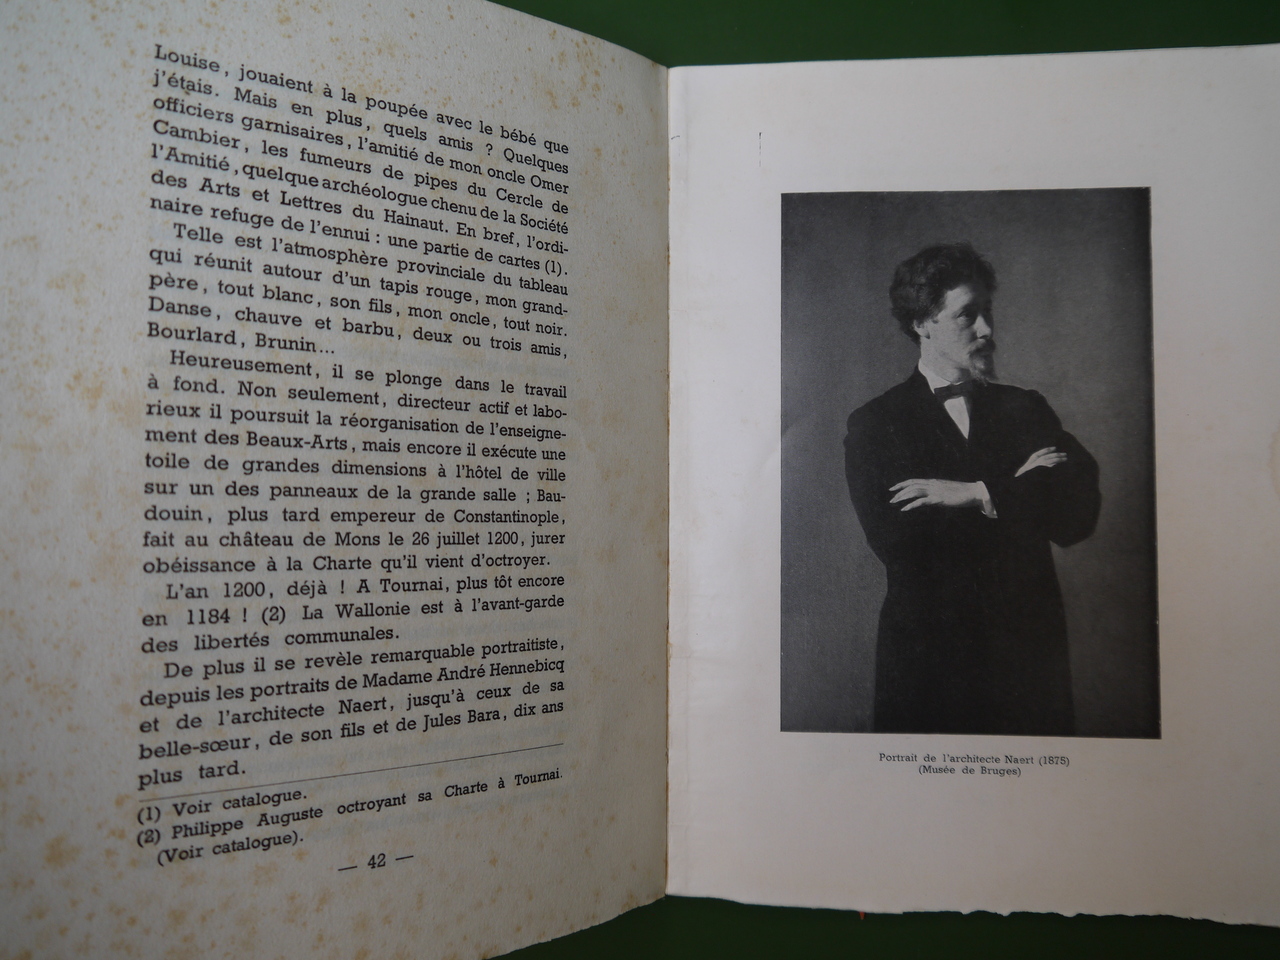 Louise, jouaient à la poupée avec le bébé que
j'étais. Mais en plus, quels amis ? Quelques
officiers garnisaires, l'amitié de mon oncle Omer
Cambier, les fumeurs de pipes du Cercle de
l'Amitié, quelque archéologue chenu de la Société
des Arts et Lettres du Hainaut. En bref, l'ordi-
naire refuge de l'ennui : une partie de cartes (1).
Telle est l'atmosphère provinciale du tableau
qui réunit autour d'un tapis rouge, mon grand-
père, tout blanc, son fils, mon oncle, tout noir.
Danse, chauve et barbu, deux ou trois amis,
Bourlard, Brunin...
Heureusement, il se plonge dans le travail
à fond. Non seulement, directeur actif et labo-
rieux il poursuit la réorganisation de l'enseigne-
ment des Beaux-Arts, mais encore il exécute une
toile de grandes dimensions à l'hôtel de ville
sur un des panneaux de la grande salle ; Bau-
douin, plus tard empereur de Constantinople,
fait au château de Mons le 26 juillet 1200, jurer
obéissance à la Charte qu'il vient d'octroyer.
L'an 1200, déjà ! A Tournai, plus tôt encore
en 1184 ! (2) La Wallonie est à l'avant-garde
des libertés communales.
De plus il se revèle remarquable portraitiste,
depuis les portraits de Madame André Hennebicq
et de l'architecte Naert, jusqu'à ceux de sa
belle-sœur, de son fils et de Jules Bara, dix ans
plus tard.
(1) Voir catalogue.
(2) Philippe Auguste octroyant sa Charte à Tournai.
(Voir catalogue).
— 42 —
Portrait de l'architecte Naert (1875)
(Musée de Bruges)